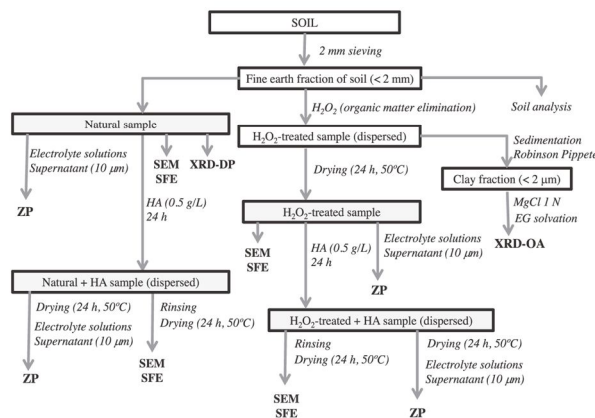 SOIL
2 mm sieving
Fine earth fraction of soil (< 2 mm)
H₂O₂ (organic matter elimination)
Soil analysis
Natural sample
H₂O₂-treated sample (dispersed)
Electrolyte solutions
Supernatant (10 μm)
ZP
SEM
SFE
XRD-DP
Drying (24 h, 50ºC)
Sedimentation
Robinson Pippete
Clay fraction (< 2 μm)
MgCl 1 N
EG solvation
XRD-OA
HA (0.5 g/L)
24 h
H₂O₂-treated sample
SEM
SFE
HA (0.5 g/L)
24 h
Electrolyte solutions
Supernatant (10 μm)
ZP
Natural + HA sample (dispersed)
Drying (24 h, 50ºC)
Electrolyte solutions
Supernatant (10 μm)
ZP
Rinsing
Drying (24 h, 50ºC)
SEM
SFE
H₂O₂-treated + HA sample (dispersed)
Rinsing
Drying (24 h, 50ºC)
SEM
SFE
Drying (24 h, 50ºC)
Electrolyte solutions
Supernatant (10 μm)
ZP